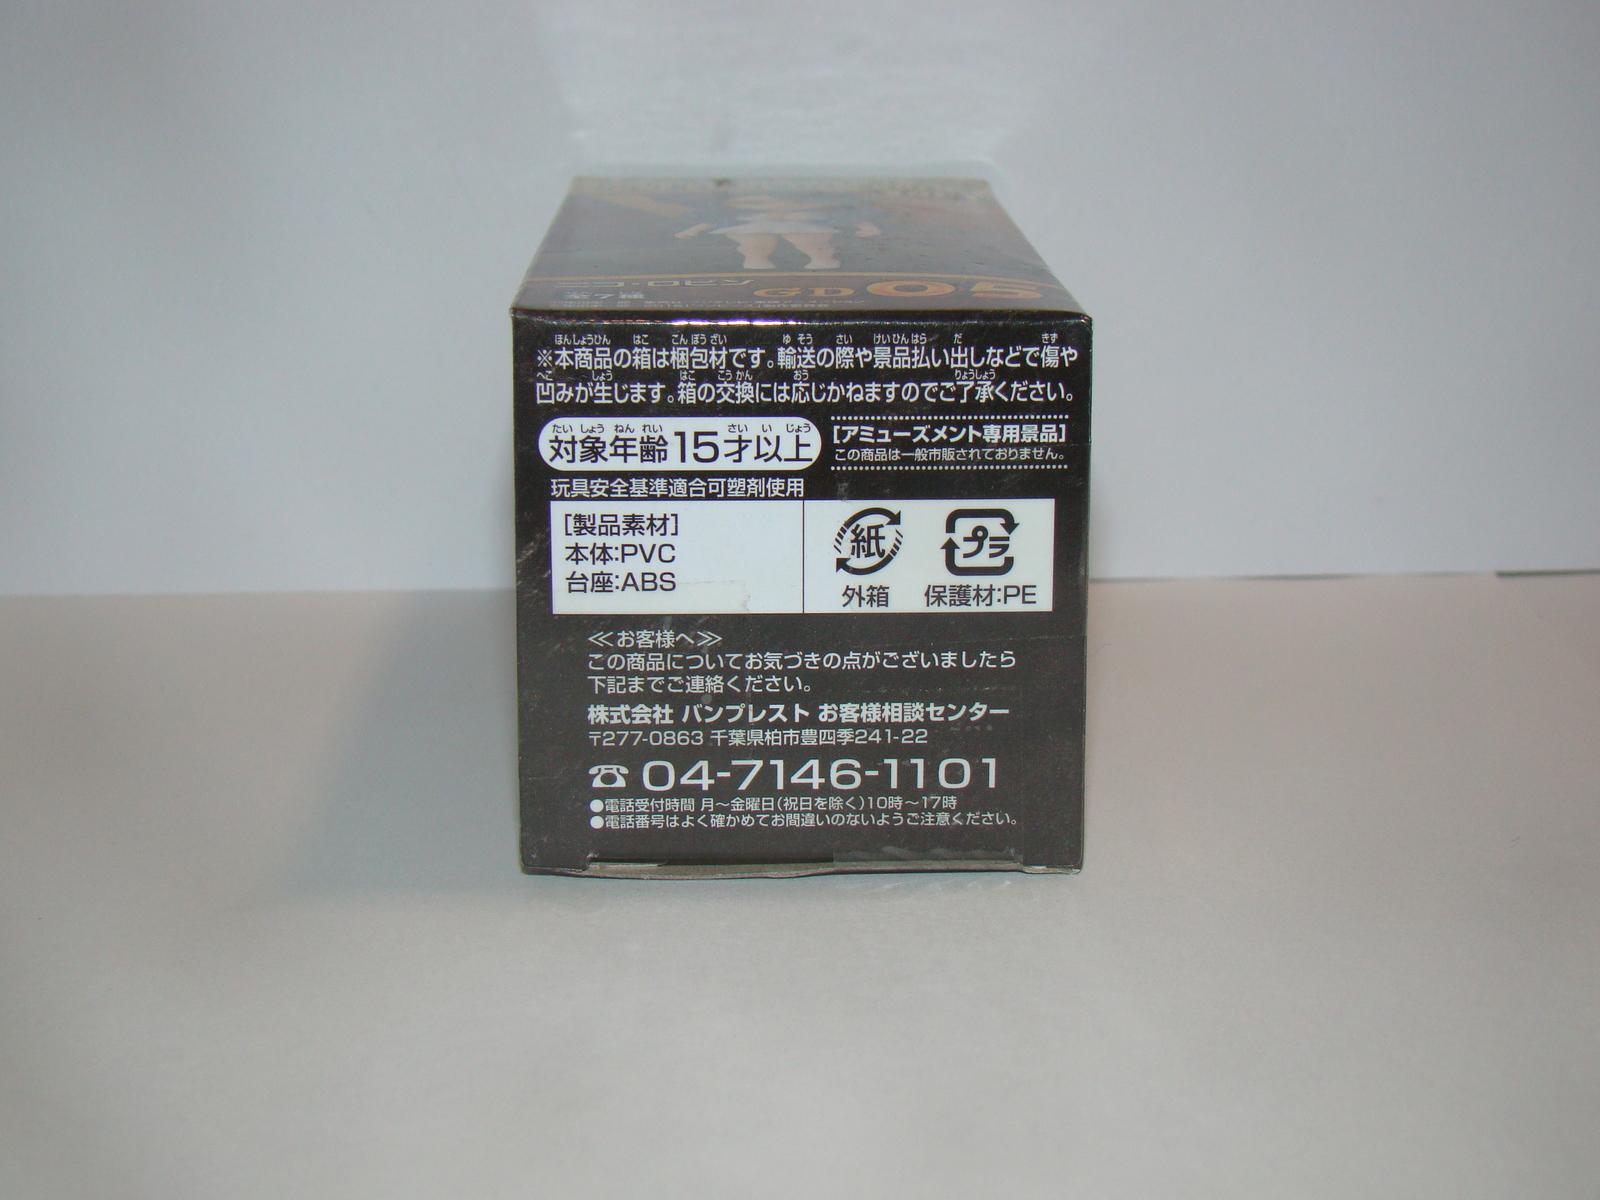 GD 05
※本商品の箱は梱包材です。輸送の際や景品払い出しなどで傷や
凹みが生じます。箱の交換には応じかねますのでご了承ください。
対象年齢15才以上
[アミューズメント専用景品]
この商品は一般市販されておりません。
玩具安全基準適合可塑剤使用
[製品素材]
本体:PVC
台座:ABS
紙
外箱
プラ
保護材:PE
≪お客様へ≫
この商品についてお気づきの点がございましたら
下記までご連絡ください。
株式会社 バンプレスト お客様相談センター
〒277-0863 千葉県柏市豊四季241-22
☎04-7146-1101
●電話受付時間 月～金曜日(祝日を除く)10時～17時
●電話番号はよく確かめてお間違いのないようご注意ください。